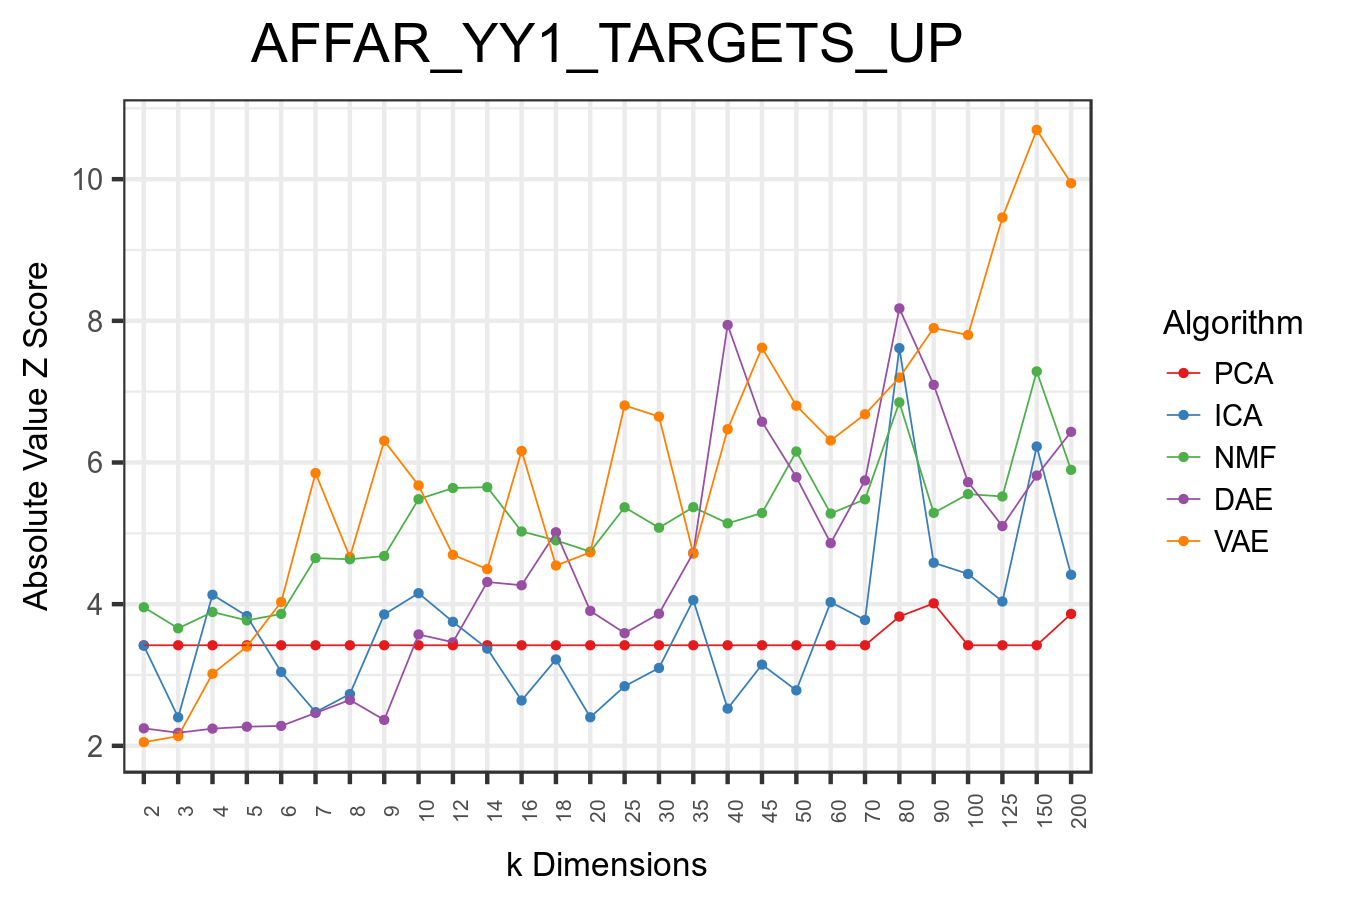 AFFAR_YY1_TARGETS_UP
Absolute Value Z Score
10
8
6
4
2
2 3 4 5 6 7 8 9 10 12 14 16 18 20 25 30 35 40 45 50 60 70 80 90 100 125 150 200
k Dimensions
Algorithm
PCA
ICA
NMF
DAE
VAE